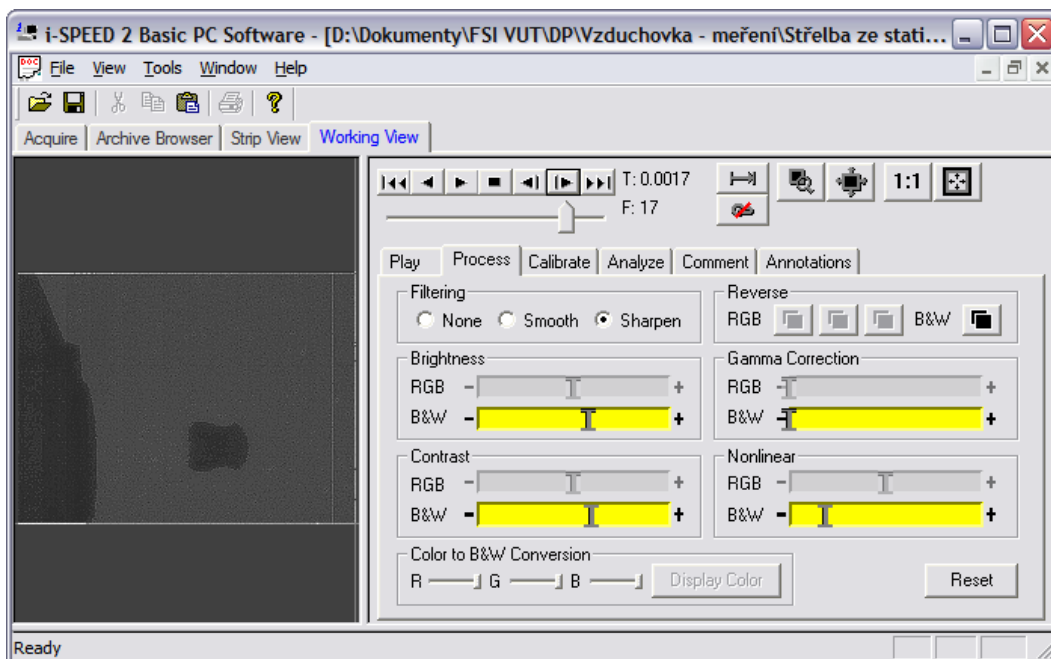 i-SPEED 2 Basic PC Software - [D:\Dokumenty\FSI VUT\DP\Vzduchovka - meření\Střelba ze stati...
DOC File View Tools Window Help
Acquire Archive Browser Strip View Working View
T: 0.0017
1:1
F: 17
Play Process Calibrate Analyze Comment Annotations
Filtering
None Smooth Sharpen
Reverse
RGB B&W
Brightness
RGB - +
B&W - +
Gamma Correction
RGB - +
B&W - +
Contrast
RGB - +
B&W - +
Nonlinear
RGB - +
B&W - +
Color to B&W Conversion
R G B Display Color
Reset
Ready